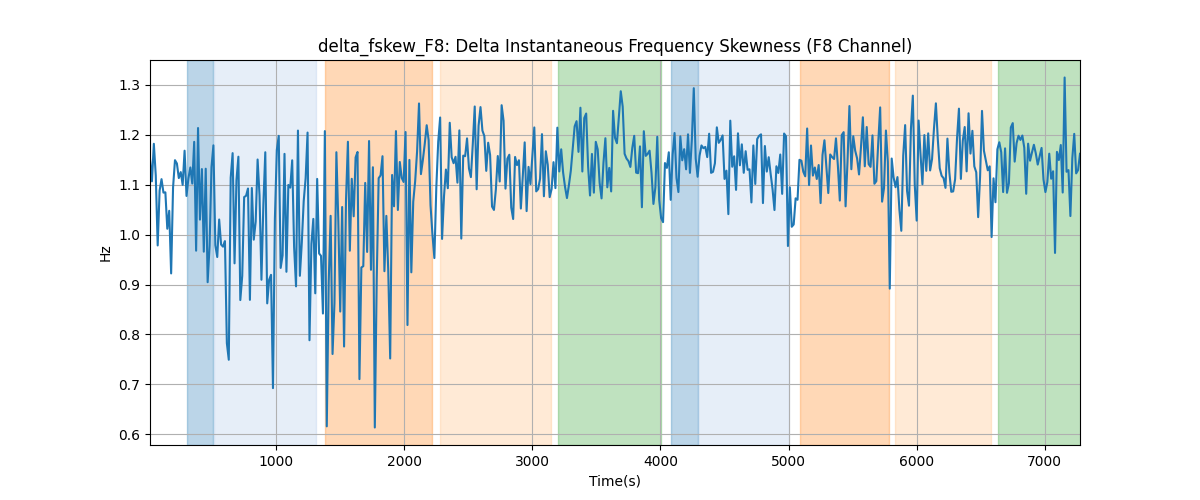 delta_fskew_F8: Delta Instantaneous Frequency Skewness (F8 Channel)
1.3
1.2
1.1
1.0
0.9
0.8
0.7
0.6
Hz
1000 2000 3000 4000 5000 6000 7000
Time(s)